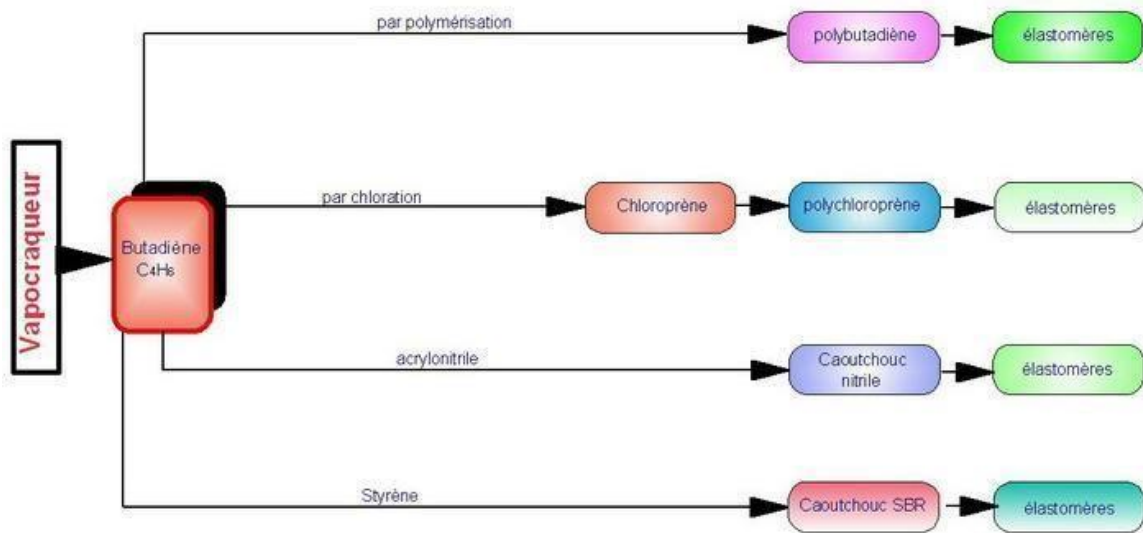 par polymérisation
polybutadiène
élastomères
Vapocraqueur
Butadiène
C₄H₆
par chloration
Chloroprène
polychloroprène
élastomères
acrylonitrile
Caoutchouc
nitrile
élastomères
Styrène
Caoutchouc SBR
élastomères